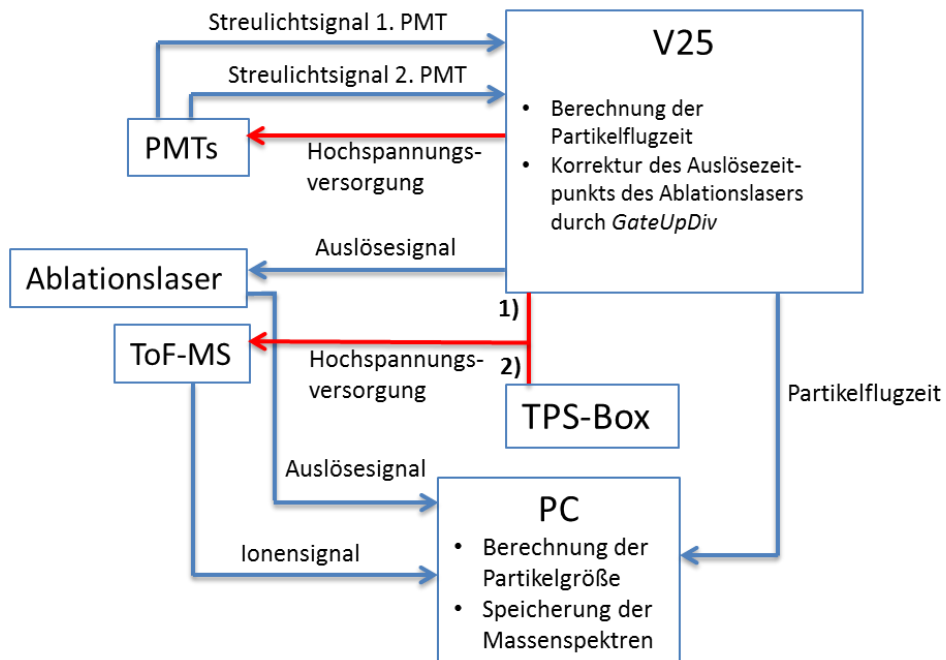 Streulichtsignal 1. PMT
Streulichtsignal 2. PMT
PMTs
Hochspannungs-
versorgung
V25
• Berechnung der
Partikelflugzeit
• Korrektur des Auslösezeit-
punkts des Ablationslasers
durch GateUpDiv
Auslösesignal
Ablationslaser
1)
ToF-MS
Hochspannungs-
versorgung
2)
TPS-Box
Partikelflugzeit
Auslösesignal
Ionensignal
PC
• Berechnung der
Partikelgröße
• Speicherung der
Massenspektren